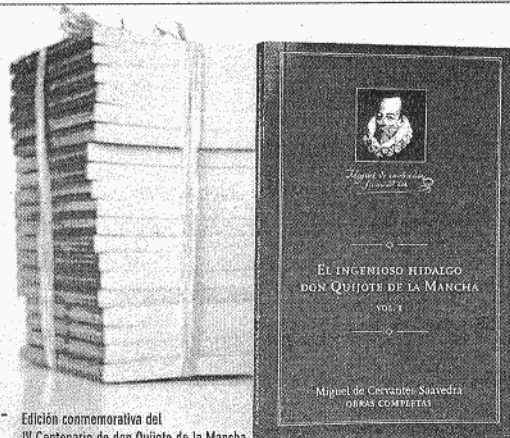 EL INGENIOSO HIDALGO
DON QUIJOTE DE LA MANCHA
VOL. I
Miguel de Cervantes Saavedra
OBRAS COMPLETAS
Edición conmemorativa del
IV Centenario de don Quijote de la Mancha